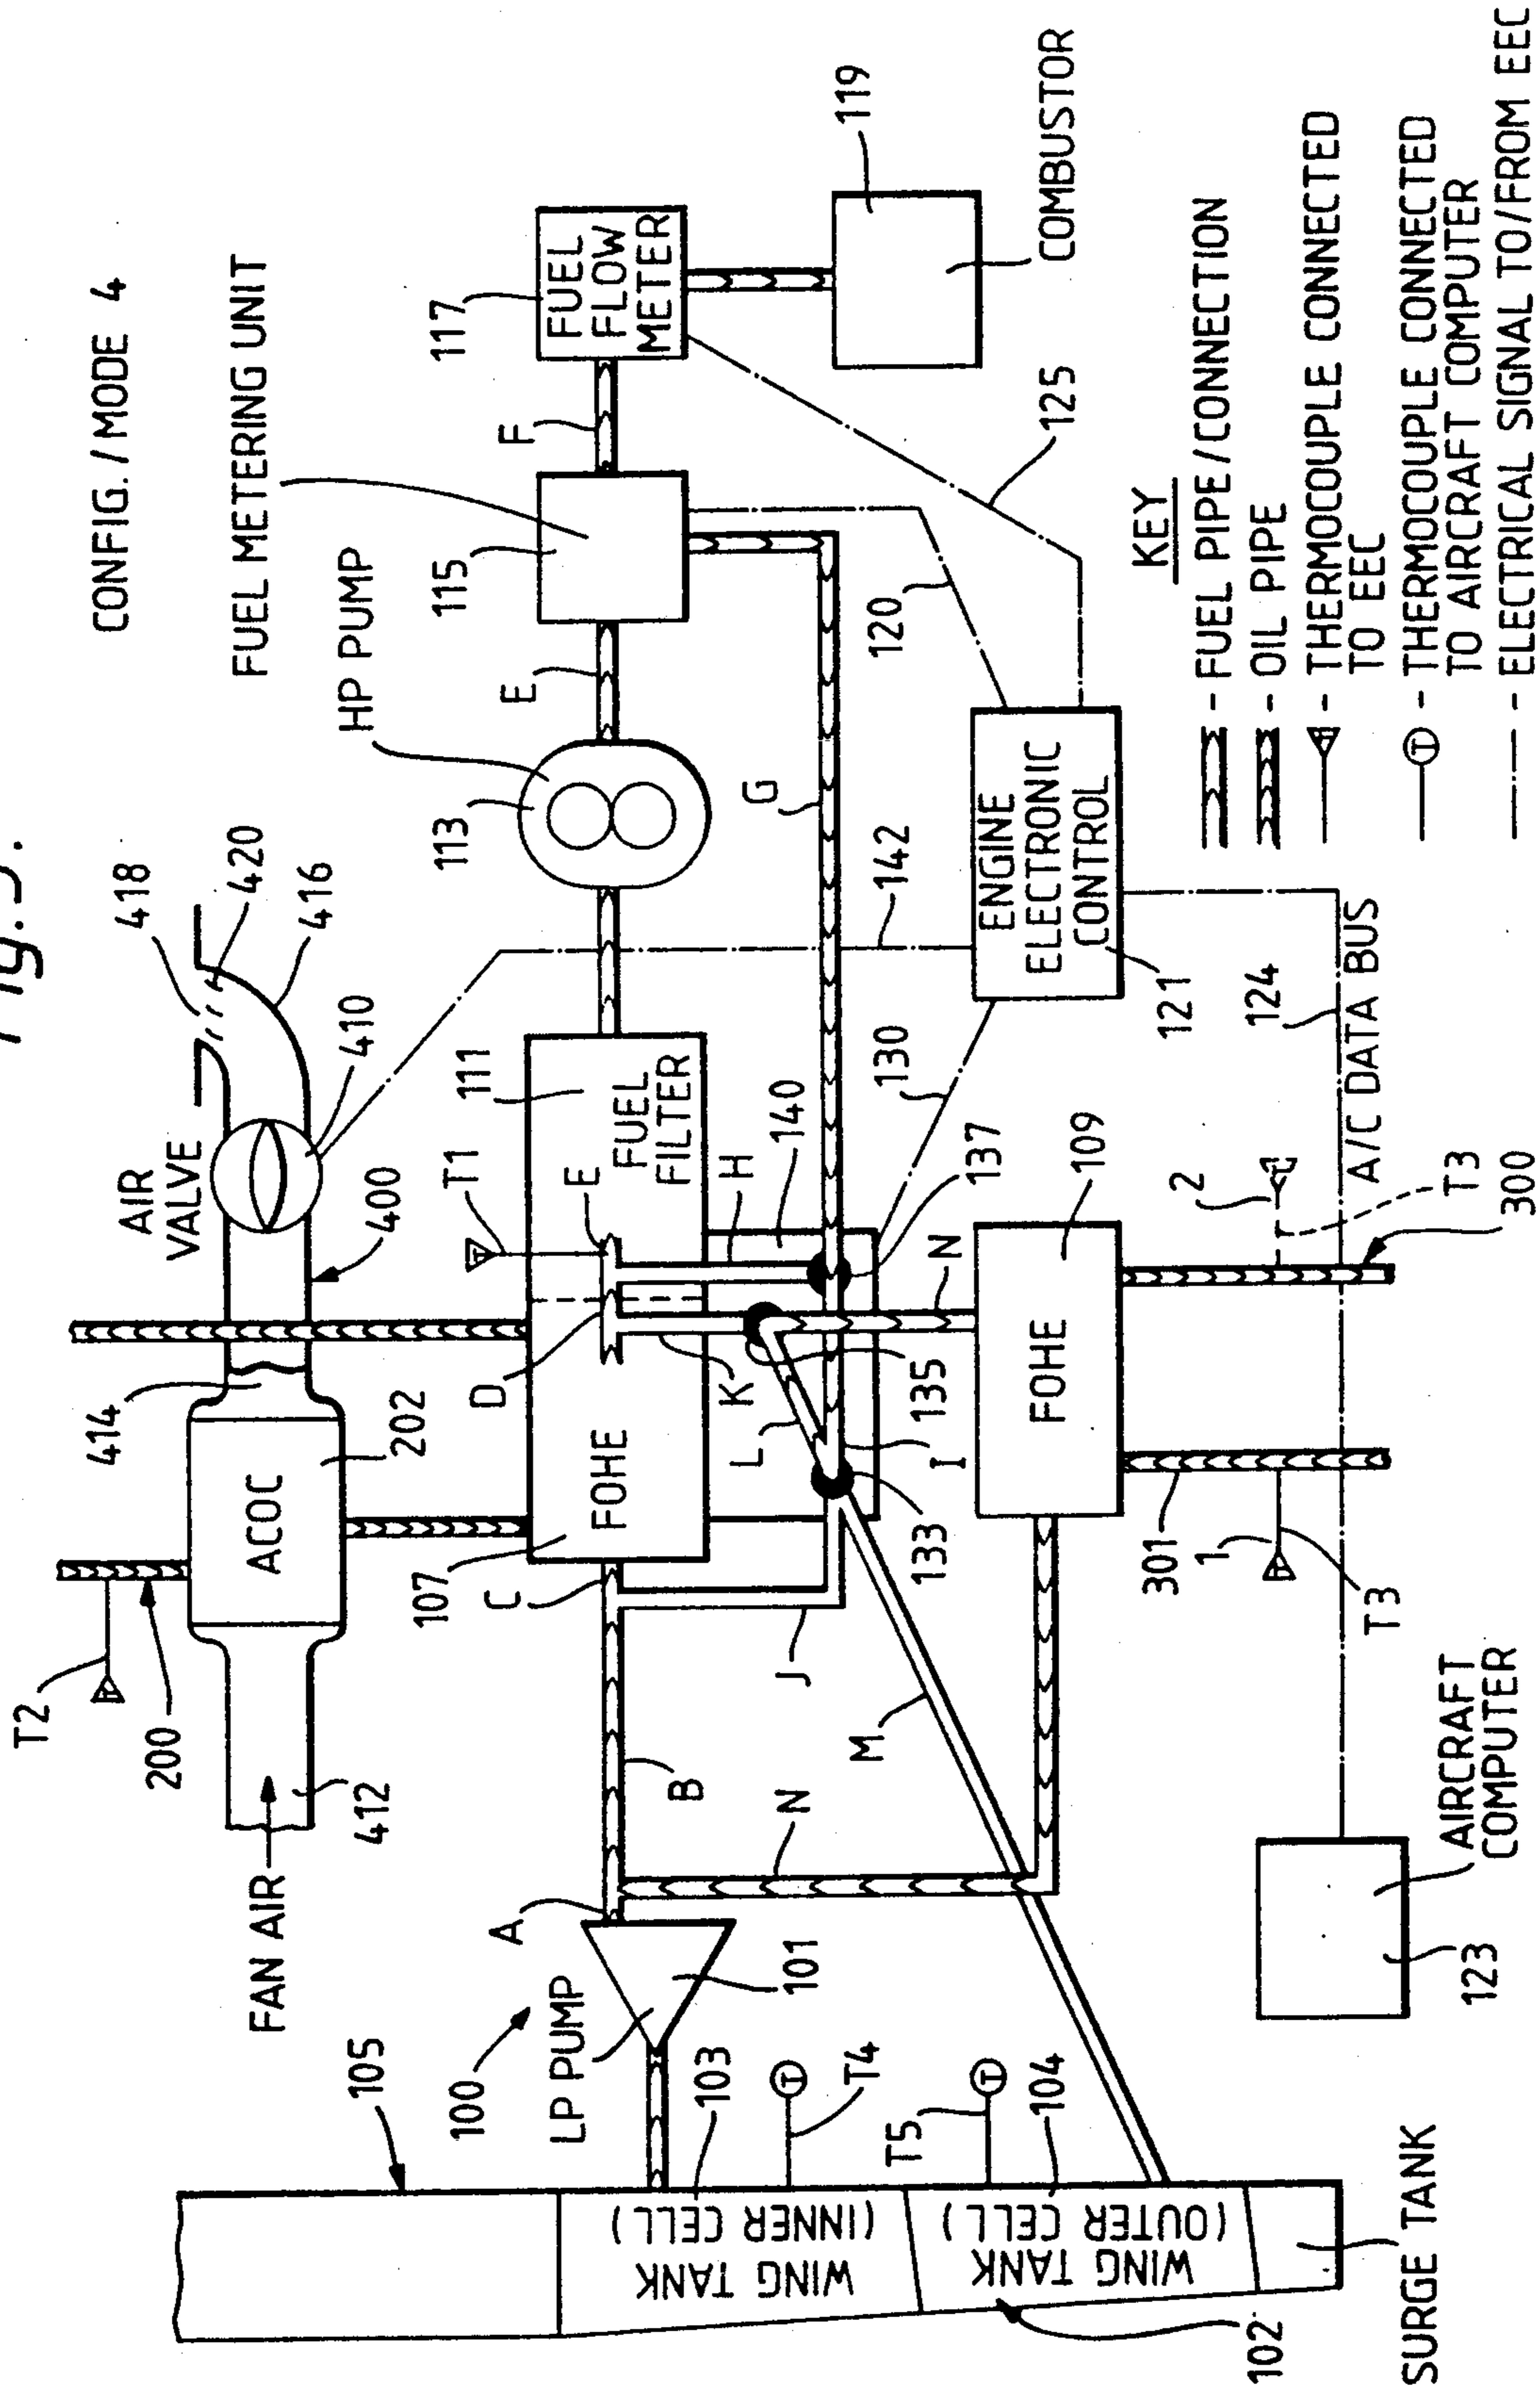 Fig.5.
CONFIG. / MODE 4
FUEL METERING UNIT
HP PUMP
418
420
416
410
AIR
VALVE
400
414
202
ACOC
T2
200
412
FAN AIR
105
117
FUEL
FLOW
METER
F
115
E
113
111
FUEL
FILTER
T1
E
D
FOHE
107
C
B
A
LP PUMP
100
101
103
WING TANK
(INNER CELL)
T4
T5
104
WING TANK
(OUTER CELL)
102
SURGE TANK
119
COMBUSTOR
125
120
G
142
ENGINE
ELECTRONIC
CONTROL
121
130
140
H
137
K
L
135
I
N
133
J
M
N
FOHE
109
301
1
T3
2
T3
300
124
A/C DATA BUS
AIRCRAFT
COMPUTER
123
KEY
- FUEL PIPE/CONNECTION
- OIL PIPE
T - THERMOCOUPLE CONNECTED
TO EEC
T - THERMOCOUPLE CONNECTED
TO AIRCRAFT COMPUTER
- ELECTRICAL SIGNAL TO/FROM EEC